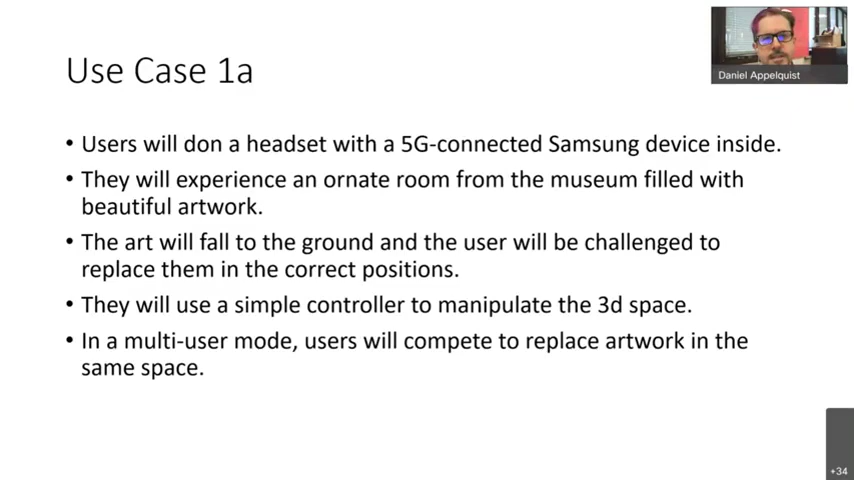 Use Case 1a
Daniel Appelquist
• Users will don a headset with a 5G-connected Samsung device inside.
• They will experience an ornate room from the museum filled with
beautiful artwork.
• The art will fall to the ground and the user will be challenged to
replace them in the correct positions.
• They will use a simple controller to manipulate the 3d space.
• In a multi-user mode, users will compete to replace artwork in the
same space.
+34